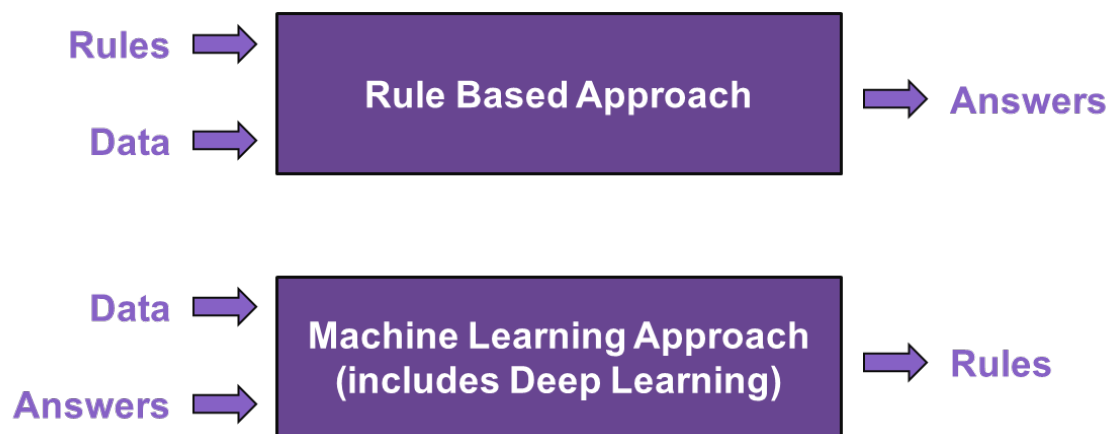 Rules
Rule Based Approach
Data
Answers
Data
Machine Learning Approach
(includes Deep Learning)
Answers
Rules